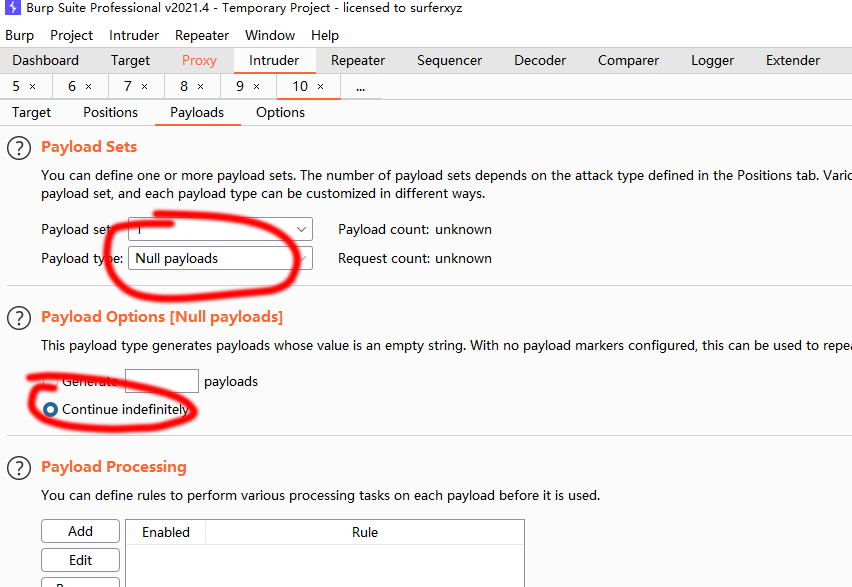 Burp Suite Professional v2021.4 - Temporary Project - licensed to surferxyz
Burp Project Intruder Repeater Window Help
Dashboard Target Proxy Intruder Repeater Sequencer Decoder Comparer Logger Extender
5 × 6 × 7 × 8 × 9 × 10 × ...
Target Positions Payloads Options
? Payload Sets
You can define one or more payload sets. The number of payload sets depends on the attack type defined in the Positions tab. Vario
payload set, and each payload type can be customized in different ways.
Payload set: 1 Payload count: unknown
Payload type: Null payloads Request count: unknown
? Payload Options [Null payloads]
This payload type generates payloads whose value is an empty string. With no payload markers configured, this can be used to repea
Generate payloads
Continue indefinitely
? Payload Processing
You can define rules to perform various processing tasks on each payload before it is used.
Add Enabled Rule
Edit